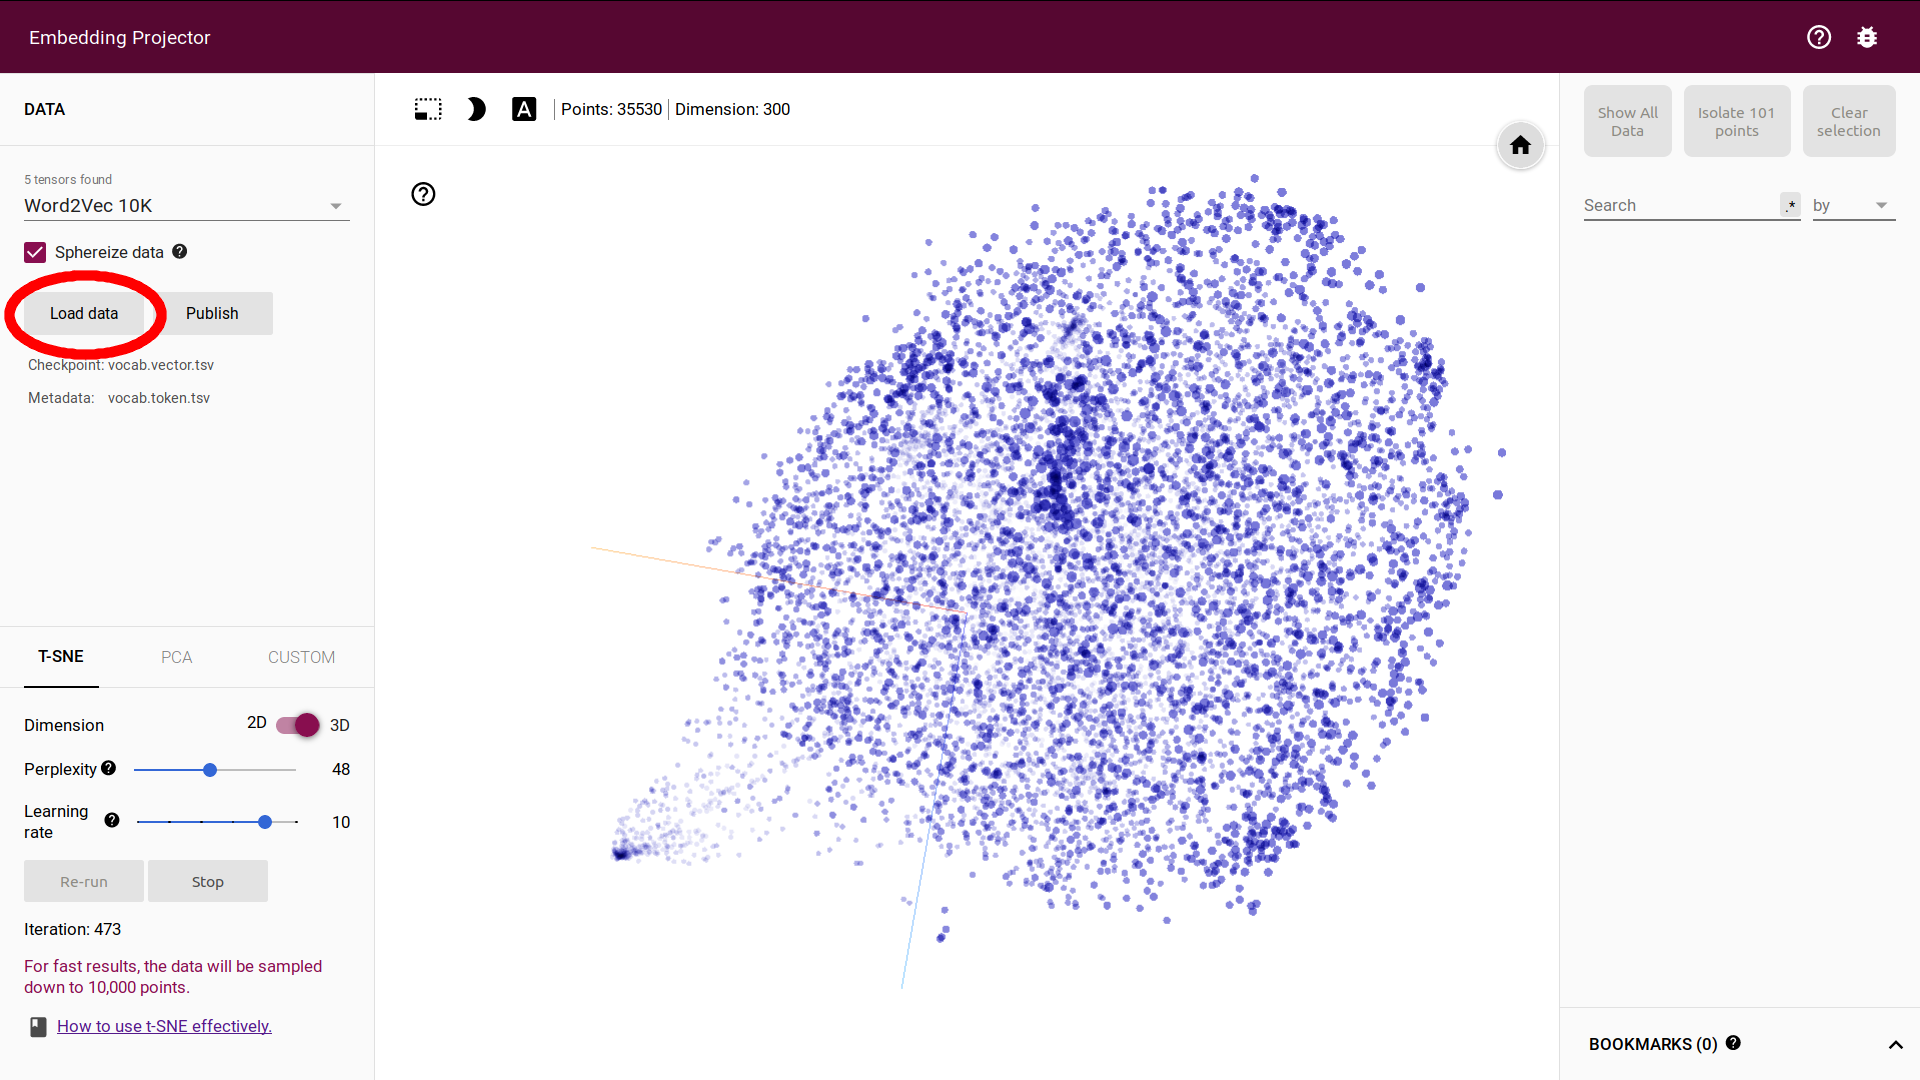 Embedding Projector
DATA
A
Points: 35530
Dimension: 300
Show All Data
Isolate 101 points
Clear selection
5 tensors found
Word2Vec 10K
Search
.*
by
Sphereize data
Load data
Publish
Checkpoint: vocab.vector.tsv
Metadata: vocab.token.tsv
T-SNE
PCA
CUSTOM
Dimension
2D
3D
Perplexity
48
Learning
rate
10
Re-run
Stop
Iteration: 473
For fast results, the data will be sampled
down to 10,000 points.
How to use t-SNE effectively.
BOOKMARKS (0)